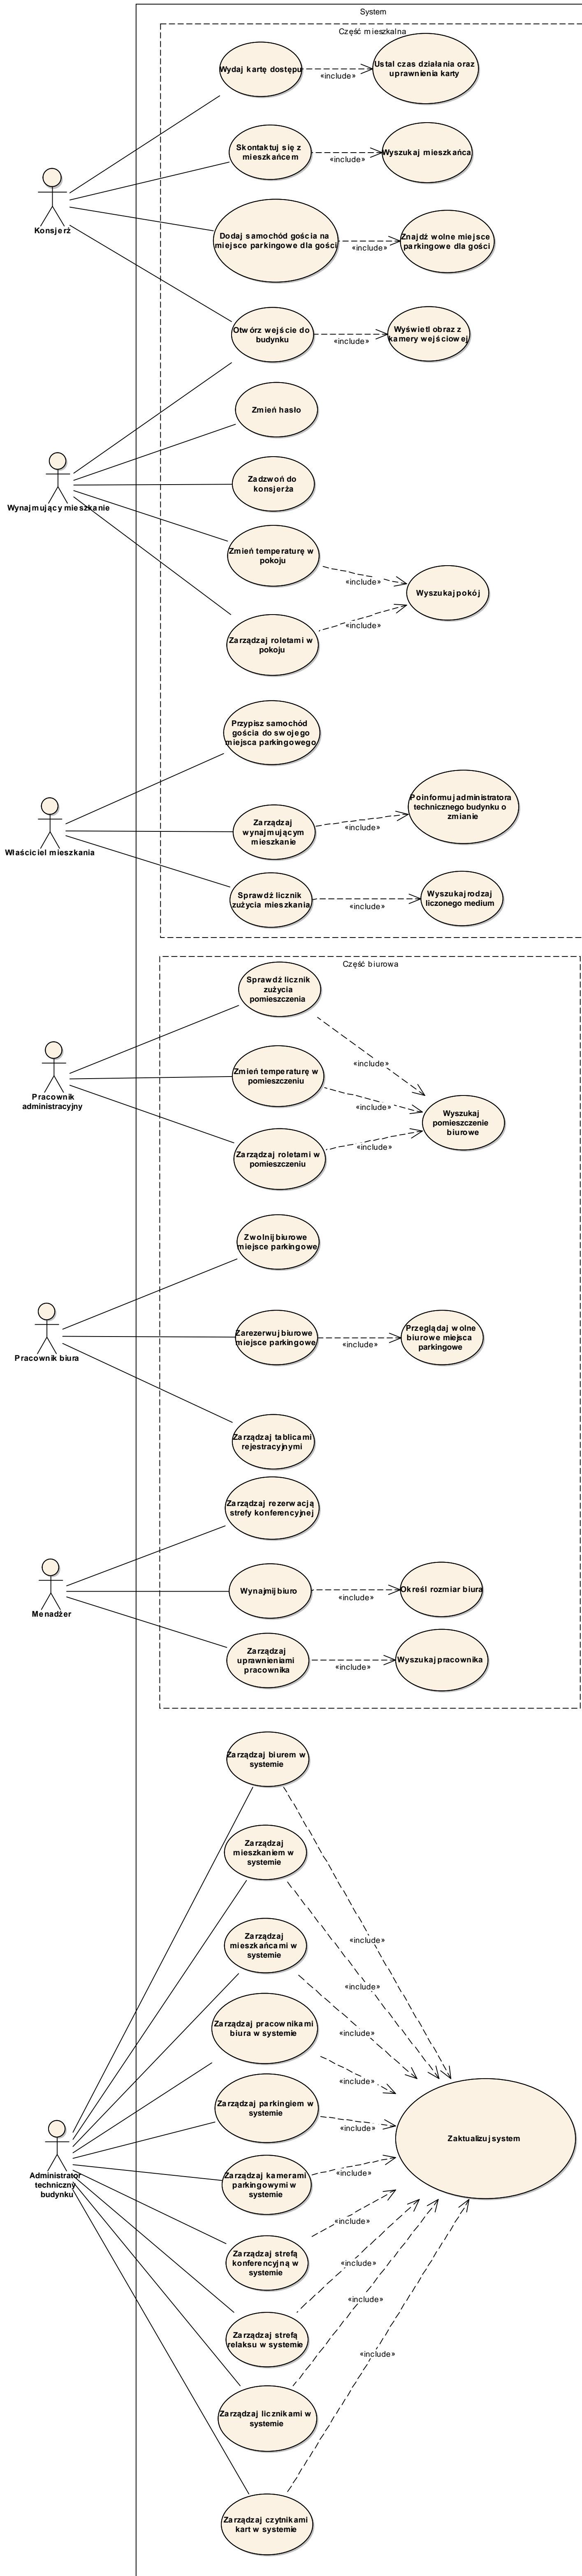 System
Część mieszkalna
Wydaj kartę dostępu
«include»
Ustal czas działania oraz
uprawnienia karty
Skontaktuj się z
mieszkańcem
«include»
Wyszukaj mieszkańca
Konsjerż
Dodaj samochód gościa na
miejsce parkingowe dla gości
«include»
Znajdź wolne miejsce
parkingowe dla gości
Otwórz wejście do
budynku
«include»
Wyświetl obraz z
kamery wejściowej
Zmień hasło
Wynajmujący mieszkanie
Zadzwoń do
konsjerża
Zmień temperaturę w
pokoju
«include»
Wyszukaj pokój
«include»
Zarządzaj roletami w
pokoju
Przypisz samochód
gościa do swojego
miejsca parkingowego
Właściciel mieszkania
Zarządzaj
wynajmującym
mieszkanie
«include»
Poinformuj administratora
technicznego budynku o
zmianie
Sprawdź licznik
zużycia mieszkania
«include»
Wyszukaj rodzaj
liczonego medium
Część biurowa
Sprawdź licznik
zużycia
pomieszczenia
«include»
Pracownik
administracyjny
Zmień temperaturę w
pomieszczeniu
«include»
Wyszukaj
pomieszczenie
biurowe
Zarządzaj roletami w
pomieszczeniu
«include»
Zwolnij biurowe
miejsce parkingowe
Pracownik biura
Zarezerwuj biurowe
miejsce parkingowe
«include»
Przeglądaj wolne
biurowe miejsca
parkingowe
Zarządzaj tablicami
rejestracyjnymi
Zarządzaj rezerwacją
strefy konferencyjnej
Menadżer
Wynajmij biuro
«include»
Określ rozmiar biura
Zarządzaj
uprawnieniami
pracownika
«include»
Wyszukaj pracownika
Zarządzaj biurem w
systemie
Zarządzaj
mieszkaniem w
systemie
«include»
Zarządzaj
mieszkańcami w
systemie
«include»
«include»
Zarządzaj pracownikami
biura w systemie
«include»
Zarządzaj parkingiem w
systemie
«include»
Zaktualizuj system
Administrator
techniczny
budynku
Zarządzaj kamerami
parkingowymi w
systemie
«include»
Zarządzaj strefą
konferencyjną w
systemie
«include»
Zarządzaj strefą
relaksu w systemie
«include»
Zarządzaj licznikami w
systemie
«include»
Zarządzaj czytnikami
kart w systemie
«include»